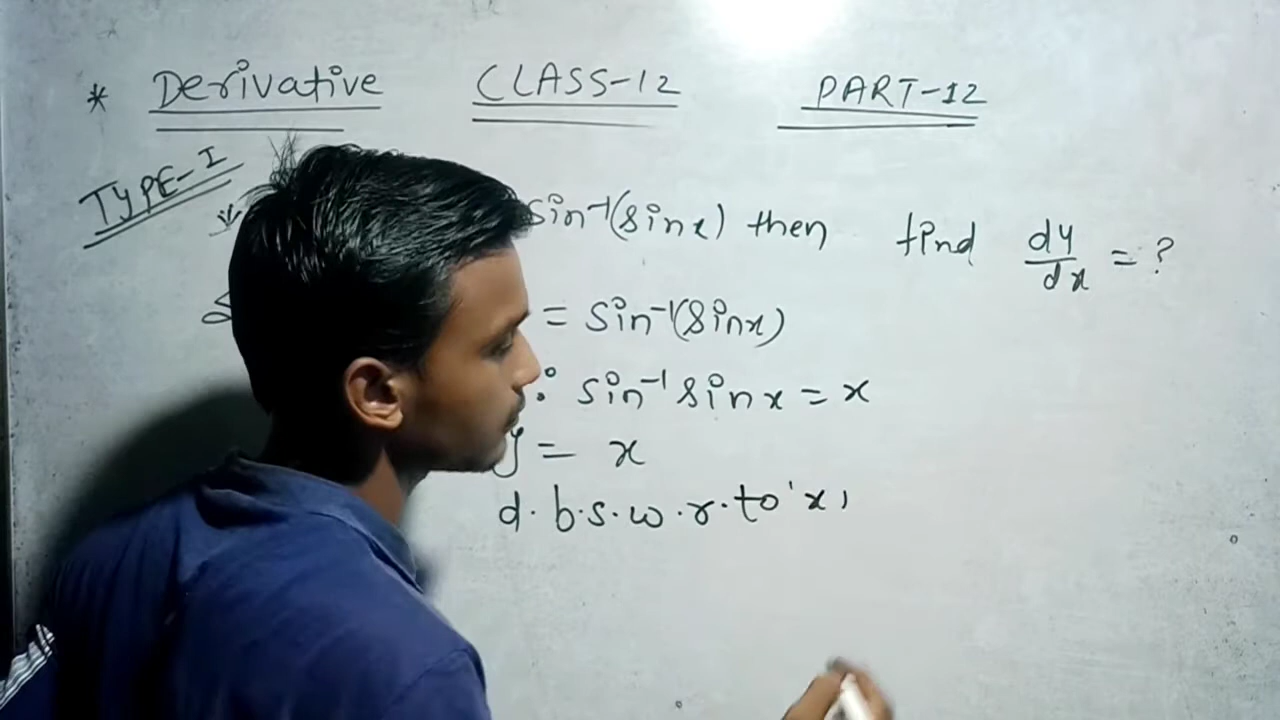 * Derivative CLASS-12 PART-12
TYPE-I
sin⁻¹(sinx) then find dy/dx = ?
= sin⁻¹(sinx)
sin⁻¹ sinx = x
y = x
d.b.s.w.r.to 'x'